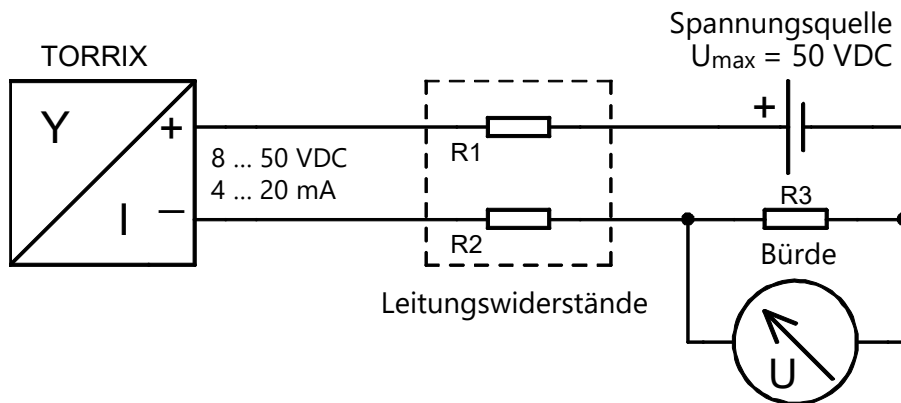 Spannungsquelle
Umax = 50 VDC
TORRIX
Y
+
+
R1
8 ... 50 VDC
4 ... 20 mA
I
–
R2
R3
Bürde
Leitungswiderstände
U